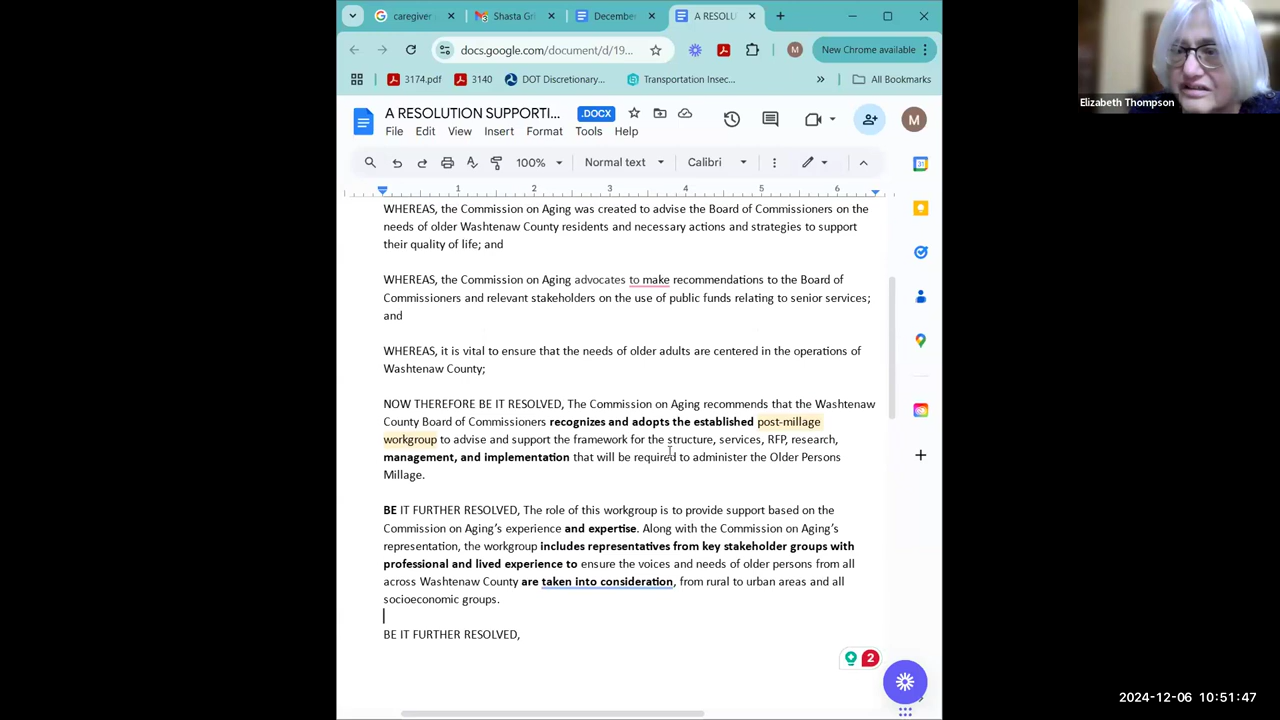 caregiver
Shasta Gri
December
A RESOLU
docs.google.com/document/d/19...
M
New Chrome available
3174.pdf
3140
DOT Discretionary...
Transportation Insec...
»
All Bookmarks
A RESOLUTION SUPPORTI...
.DOCX
M
File Edit View Insert Format Tools Help
100%
Normal text
Calibri
1 2 3 4 5 6
WHEREAS, the Commission on Aging was created to advise the Board of Commissioners on the
needs of older Washtenaw County residents and necessary actions and strategies to support
their quality of life; and
WHEREAS, the Commission on Aging advocates to make recommendations to the Board of
Commissioners and relevant stakeholders on the use of public funds relating to senior services;
and
WHEREAS, it is vital to ensure that the needs of older adults are centered in the operations of
Washtenaw County;
NOW THEREFORE BE IT RESOLVED, The Commission on Aging recommends that the Washtenaw
County Board of Commissioners recognizes and adopts the established post-millage
workgroup to advise and support the framework for the structure, services, RFP, research,
management, and implementation that will be required to administer the Older Persons
Millage.
BE IT FURTHER RESOLVED, The role of this workgroup is to provide support based on the
Commission on Aging's experience and expertise. Along with the Commission on Aging's
representation, the workgroup includes representatives from key stakeholder groups with
professional and lived experience to ensure the voices and needs of older persons from all
across Washtenaw County are taken into consideration, from rural to urban areas and all
socioeconomic groups.
BE IT FURTHER RESOLVED,
2
Elizabeth Thompson
2024-12-06 10:51:47